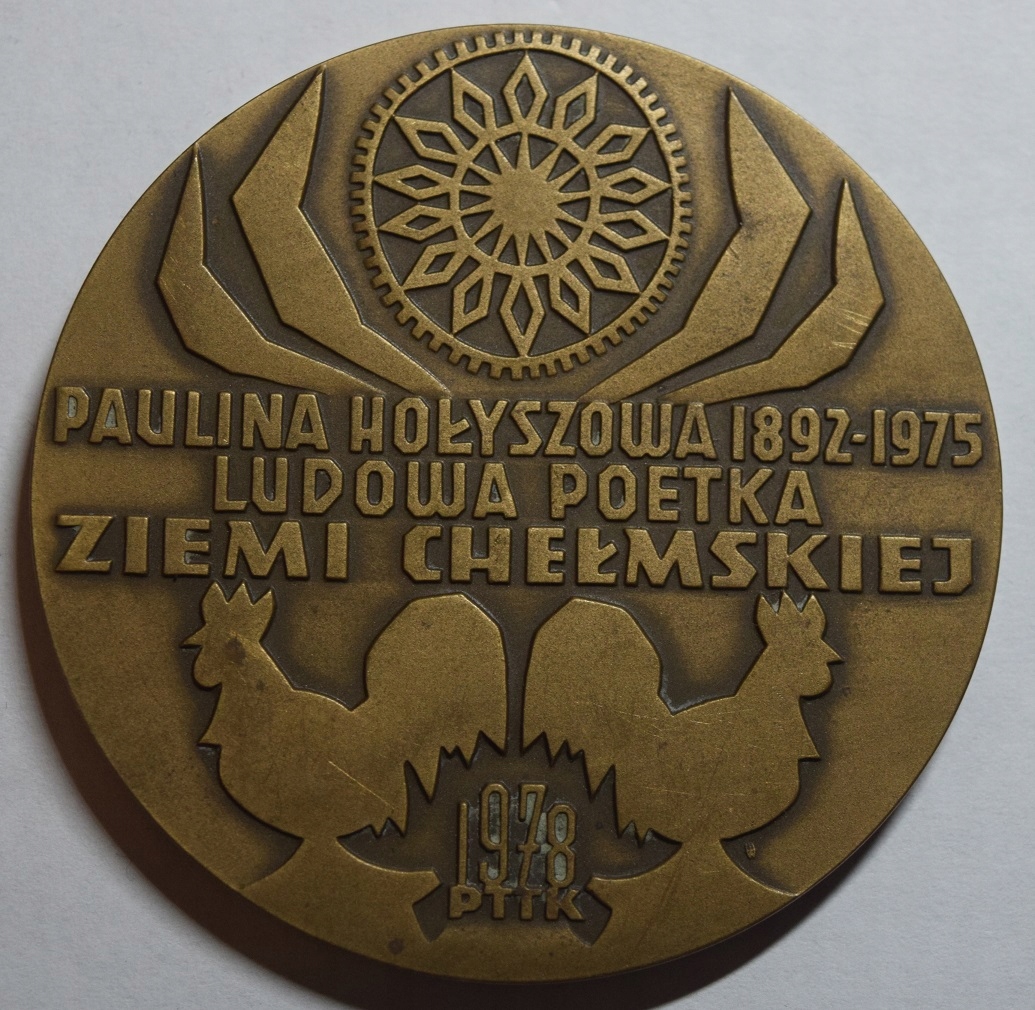 PAULINA HOŁYSZOWA 1892-1975
LUDOWA POETKA
ZIEMI CHEŁMSKIEJ
1978
PTTK